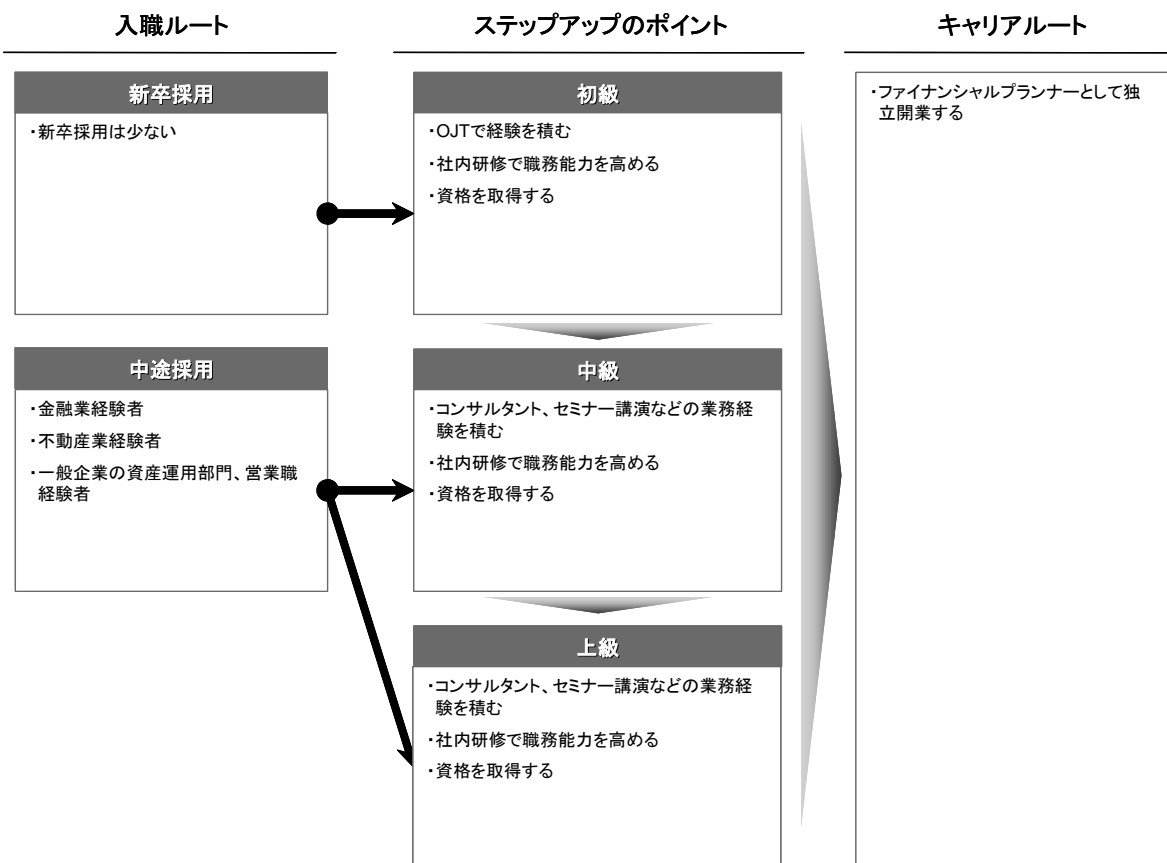 入職ルート
ステップアップのポイント
キャリアルート
新卒採用
・新卒採用は少ない
初級
・OJTで経験を積む
・社内研修で職務能力を高める
・資格を取得する
・ファイナンシャルプランナーとして独
立開業する
中途採用
・金融業経験者
・不動産業経験者
・一般企業の資産運用部門、営業職
経験者
中級
・コンサルタント、セミナー講演などの業務経
験を積む
・社内研修で職務能力を高める
・資格を取得する
上級
・コンサルタント、セミナー講演などの業務経
験を積む
・社内研修で職務能力を高める
・資格を取得する